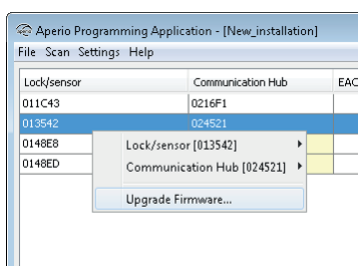 Aperio Programming Application - [New_installation]
File Scan Settings Help
Lock/sensor Communication Hub EAC
011C43 0216F1
013542 024521
0148E8
0148ED
Lock/sensor [013542]
Communication Hub [024521]
Upgrade Firmware...